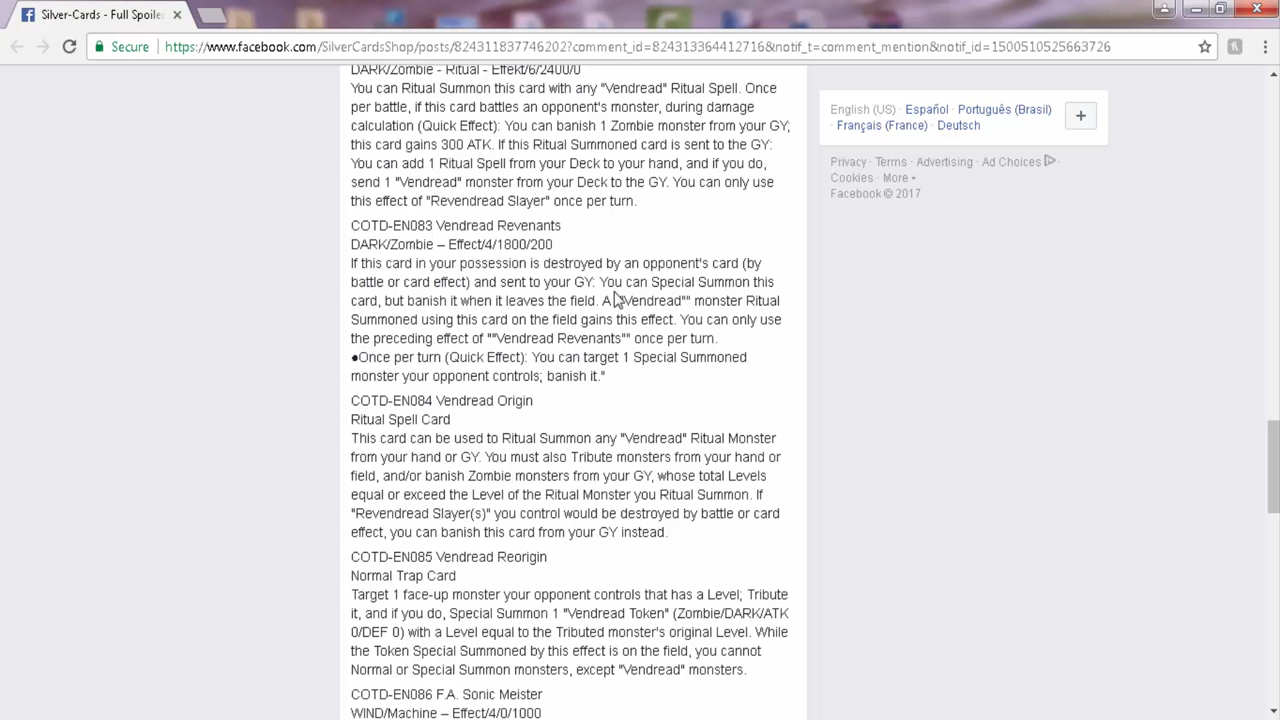 Silver-Cards - Full Spoiler
Secure
https://www.facebook.com/SilverCardsShop/posts/824311837746202?comment_id=824313364412716&notif_t=comment_mention&notif_id=1500510525663726
DARK/Zombie - Ritual - Effekt/6/2400/0
You can Ritual Summon this card with any "Vendread" Ritual Spell. Once
per battle, if this card battles an opponent's monster, during damage
calculation (Quick Effect): You can banish 1 Zombie monster from your GY;
this card gains 300 ATK. If this Ritual Summoned card is sent to the GY:
You can add 1 Ritual Spell from your Deck to your hand, and if you do,
send 1 "Vendread" monster from your Deck to the GY. You can only use
this effect of "Revendread Slayer" once per turn.
COTD-EN083 Vendread Revenants
DARK/Zombie – Effect/4/1800/200
If this card in your possession is destroyed by an opponent's card (by
battle or card effect) and sent to your GY: You can Special Summon this
card, but banish it when it leaves the field. A ""Vendread"" monster Ritual
Summoned using this card on the field gains this effect. You can only use
the preceding effect of ""Vendread Revenants"" once per turn.
●Once per turn (Quick Effect): You can target 1 Special Summoned
monster your opponent controls; banish it."
COTD-EN084 Vendread Origin
Ritual Spell Card
This card can be used to Ritual Summon any "Vendread" Ritual Monster
from your hand or GY. You must also Tribute monsters from your hand or
field, and/or banish Zombie monsters from your GY, whose total Levels
equal or exceed the Level of the Ritual Monster you Ritual Summon. If
"Revendread Slayer(s)" you control would be destroyed by battle or card
effect, you can banish this card from your GY instead.
COTD-EN085 Vendread Reorigin
Normal Trap Card
Target 1 face-up monster your opponent controls that has a Level; Tribute
it, and if you do, Special Summon 1 "Vendread Token" (Zombie/DARK/ATK
0/DEF 0) with a Level equal to the Tributed monster's original Level. While
the Token Special Summoned by this effect is on the field, you cannot
Normal or Special Summon monsters, except "Vendread" monsters.
COTD-EN086 F.A. Sonic Meister
WIND/Machine – Effect/4/0/1000
English (US) · Español · Português (Brasil)
· Français (France) · Deutsch
Privacy · Terms · Advertising · Ad Choices ·
Cookies · More
Facebook © 2017